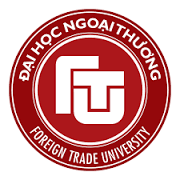 ĐẠI HỌC NGOẠI THƯƠNG
FTU
FOREIGN TRADE UNIVERSITY